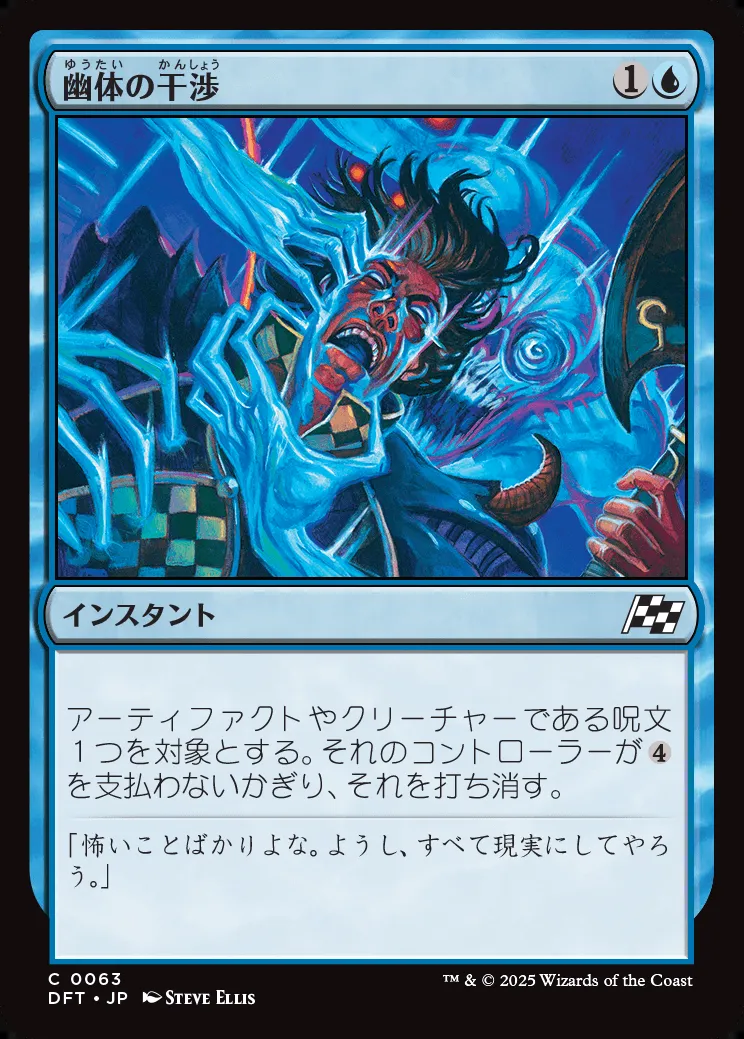 ゆうたい かんしょう
幽体の干渉
1
インスタント
アーティファクトやクリーチャーである呪文
1つを対象とする。それのコントローラーが4
を支払わないかぎり、それを打ち消す。
「怖いことばかりよな。ようし、すべて現実にしてやろ
う。」
C 0063
DFT • JP Steve Ellis
™ & © 2025 Wizards of the Coast